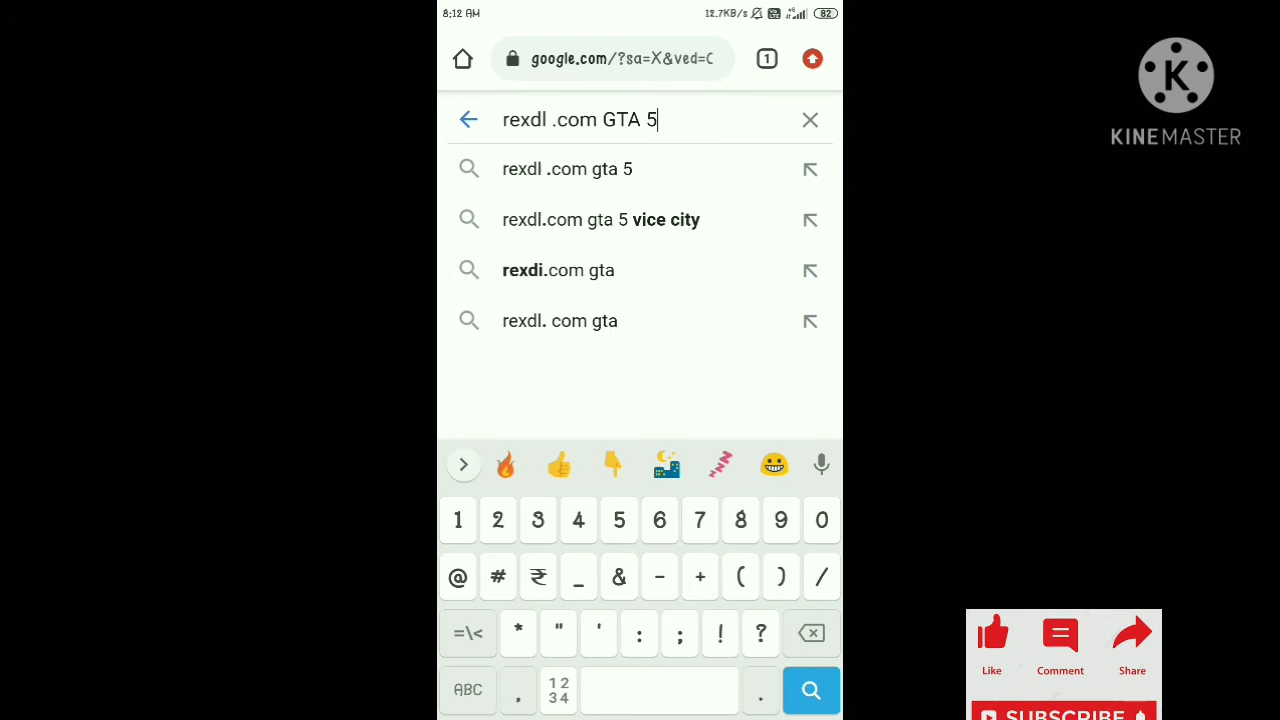 8:12 AM
12.7KB/s
82
google.com/?sa=X&ved=
1
rexdl .com GTA 5
rexdl .com gta 5
rexdl.com gta 5 vice city
rexdi.com gta
rexdl. com gta
1 2 3 4 5 6 7 8 9 0
@ # ₹ _ & - + ( ) /
=\< * " ' : ; ! ?
ABC , 12 34 .
K
KINEMASTER
Like Comment Share
SUBSCRIBE